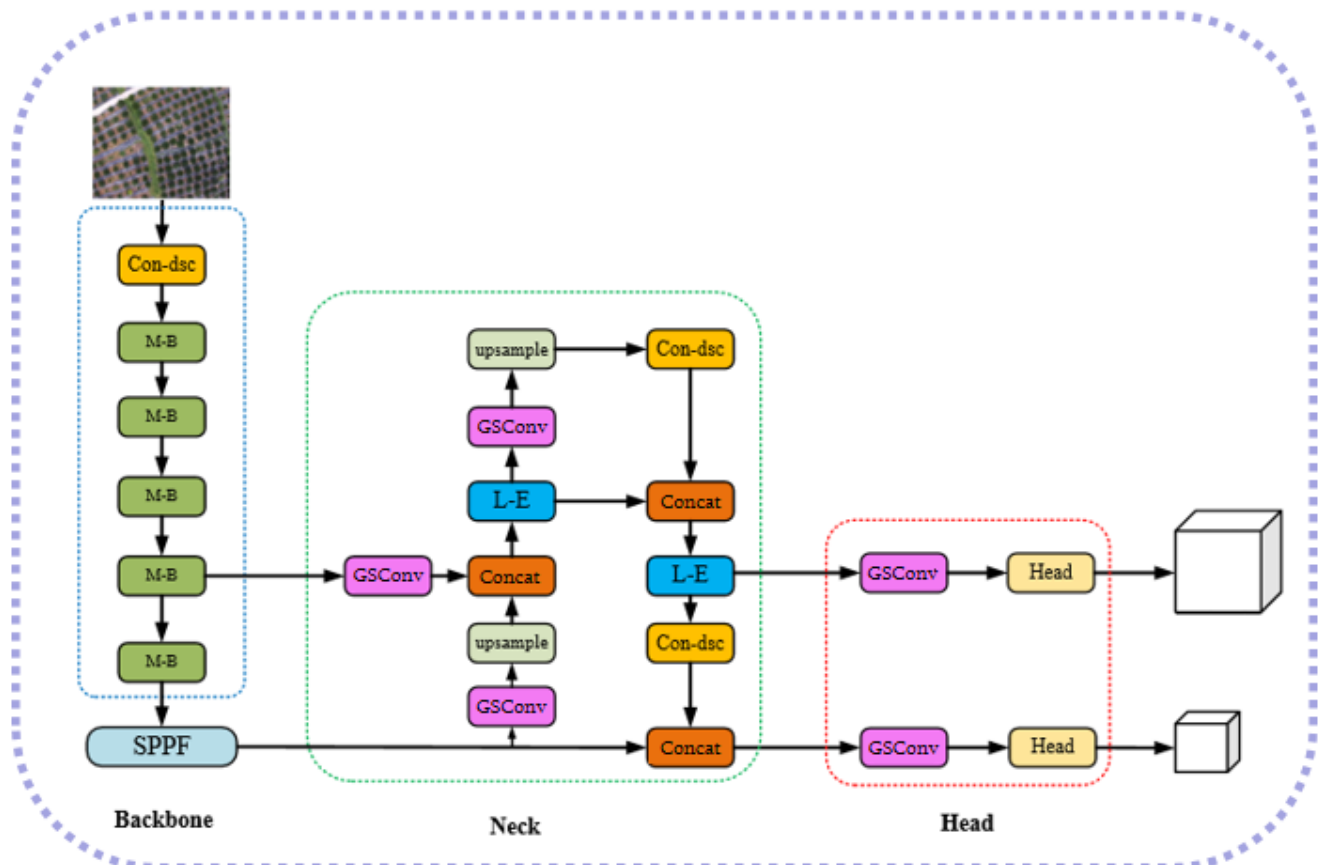 Con-dsc
M-B
M-B
M-B
M-B
M-B
SPPF
Backbone
upsample
Con-dsc
GSConv
L-E
Concat
GSConv
Concat
L-E
upsample
Con-dsc
GSConv
Concat
Neck
GSConv
Head
GSConv
Head
Head